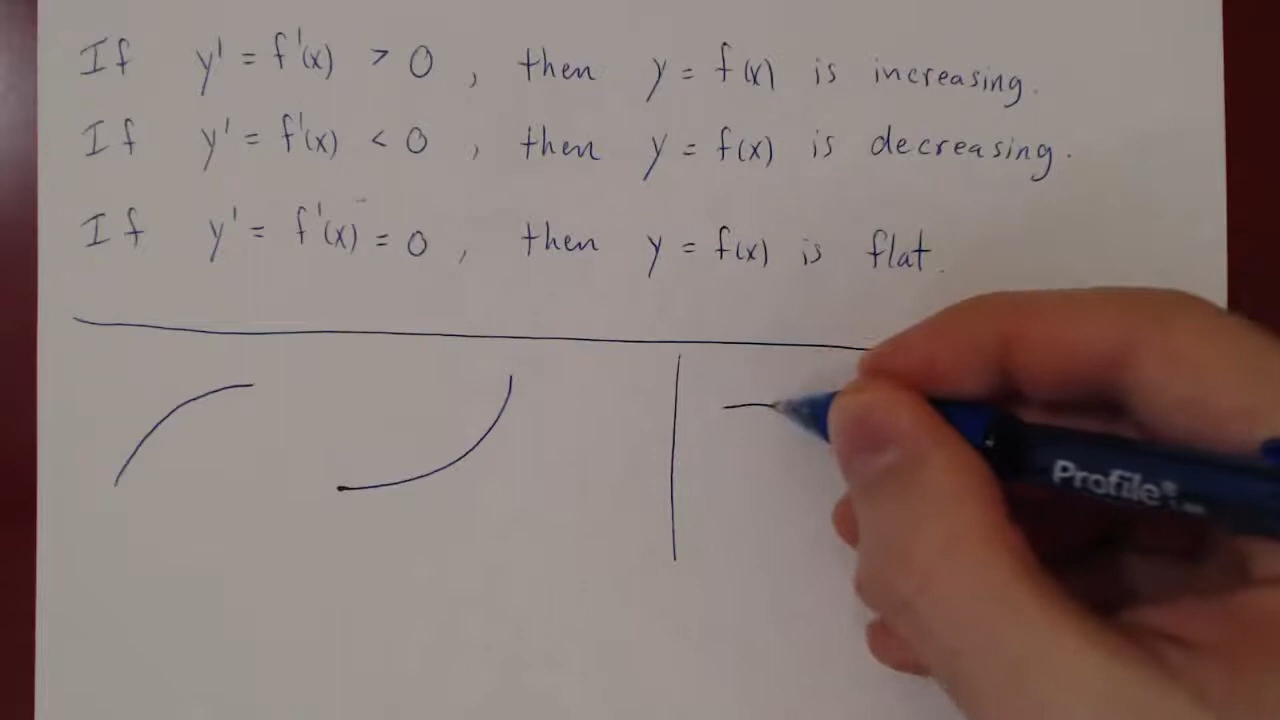 If y' = f'(x) > 0 , then y = f(x) is increasing.
If y' = f'(x) < 0 , then y = f(x) is decreasing.
If y' = f'(x) = 0 , then y = f(x) is flat.
Profile®